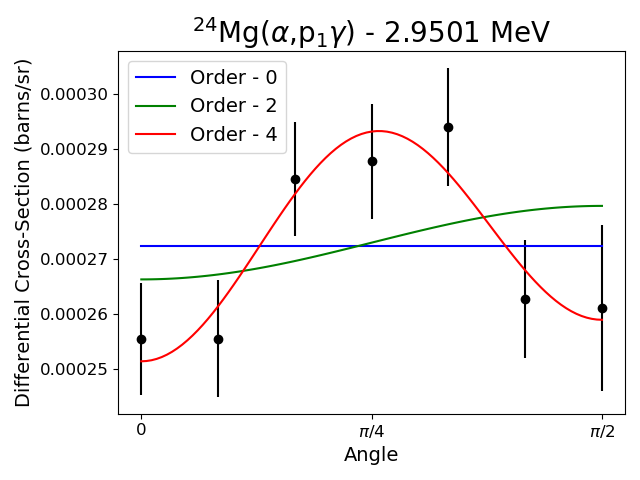 ²⁴Mg(α,p₁γ) - 2.9501 MeV
Order - 0
Order - 2
Order - 4
Differential Cross-Section (barns/sr)
0.00030
0.00029
0.00028
0.00027
0.00026
0.00025
0
π/4
π/2
Angle